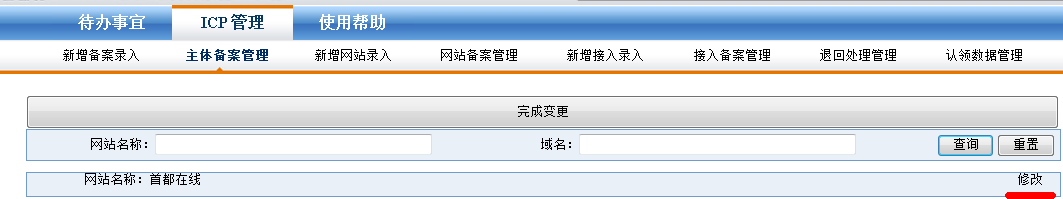 待办事宜 ICP管理 使用帮助
新增备案录入 主体备案管理 新增网站录入 网站备案管理 新增接入录入 接入备案管理 退回处理管理 认领数据管理
完成变更
网站名称： 域名： 查询 重置
网站名称：首都在线 修改